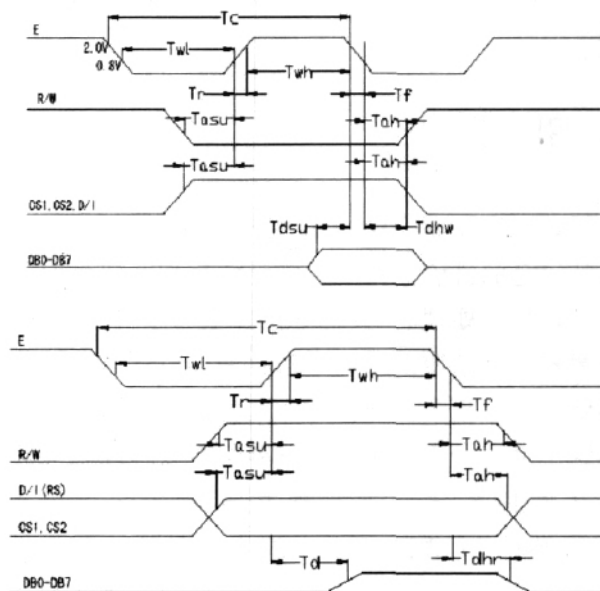 Tc
E
2.0V
Twl
0.8V
Twh
Tr
Tf
R/W
Tasu
Tah
Tasu
Tah
CS1.CS2.D/I
Tdsu
Tdhw
DB0-DB7
Tc
E
Twl
Twh
Tr
Tf
Tasu
Tah
R/W
Tasu
Tah
D/I(RS)
CS1.CS2
Td
Tdhr
DB0-DB7